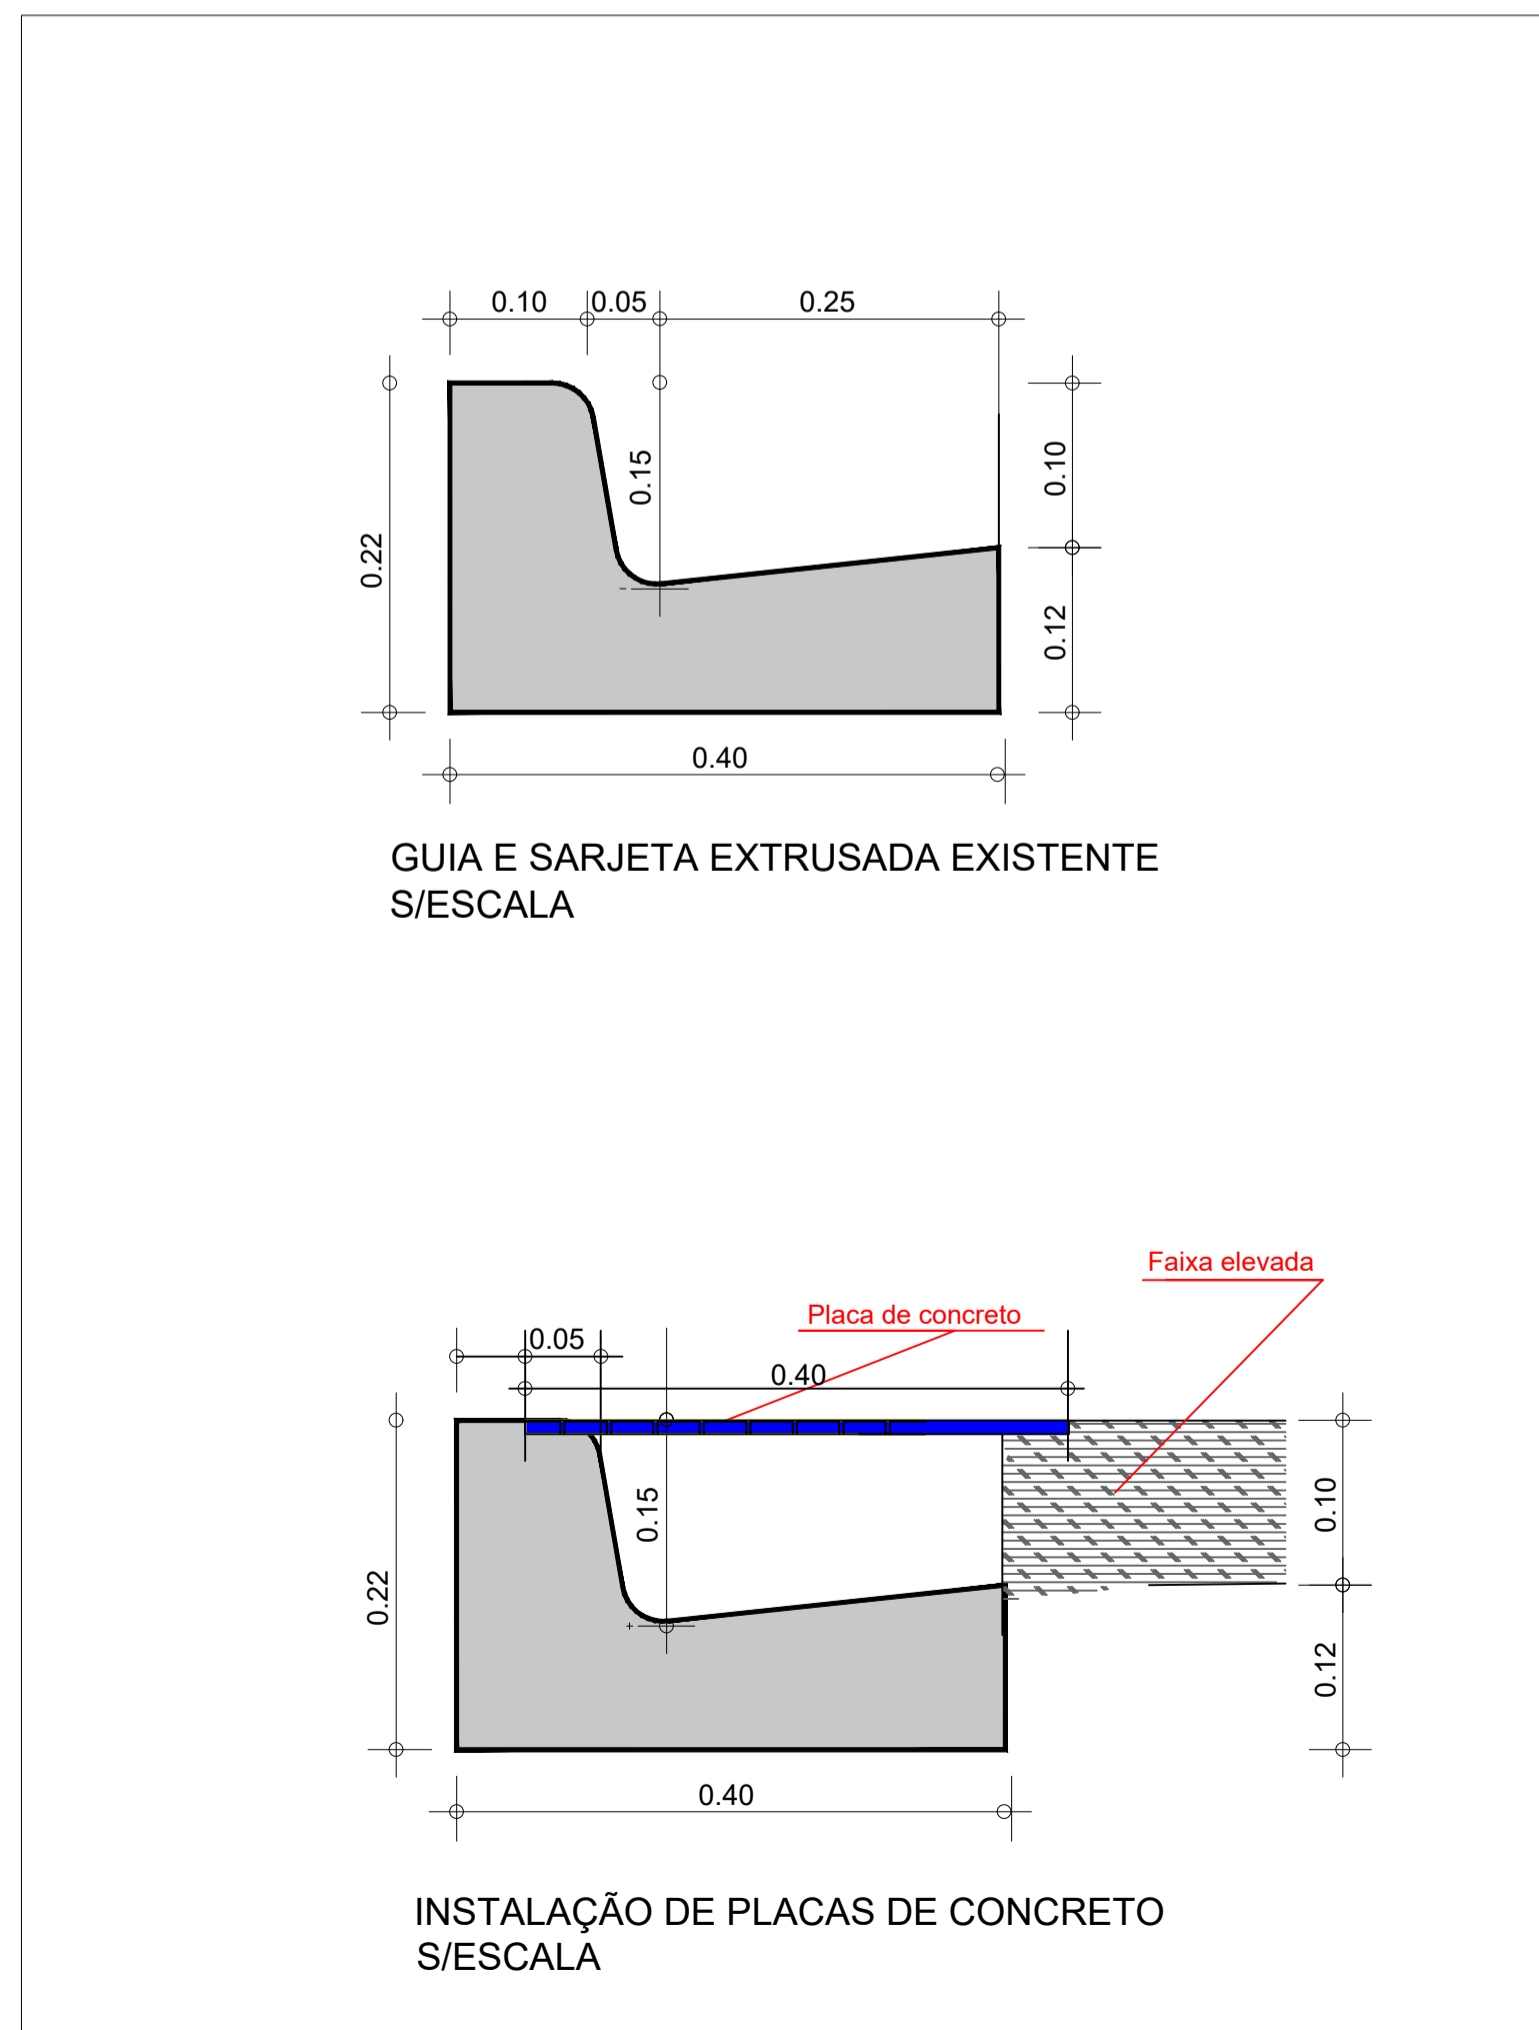 0.10 0.05 0.25
0.15
0.10
0.22
0.12
0.40
GUIA E SARJETA EXTRUSADA EXISTENTE
S/ESCALA
Faixa elevada
Placa de concreto
0.05
0.40
0.15
0.10
0.22
0.12
0.40
INSTALAÇÃO DE PLACAS DE CONCRETO
S/ESCALA